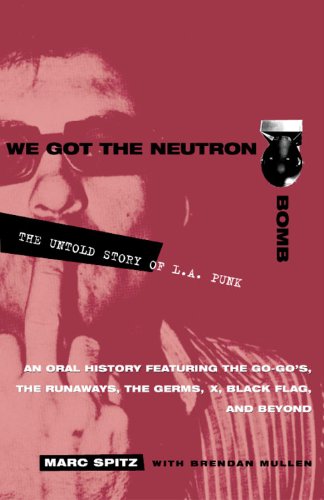 WE GOT THE NEUTRON
BOMB
THE UNTOLD STORY OF L.A. PUNK
AN ORAL HISTORY FEATURING THE GO-GO'S,
THE RUNAWAYS, THE GERMS, X, BLACK FLAG,
AND BEYOND
MARC SPITZ WITH BRENDAN MULLEN